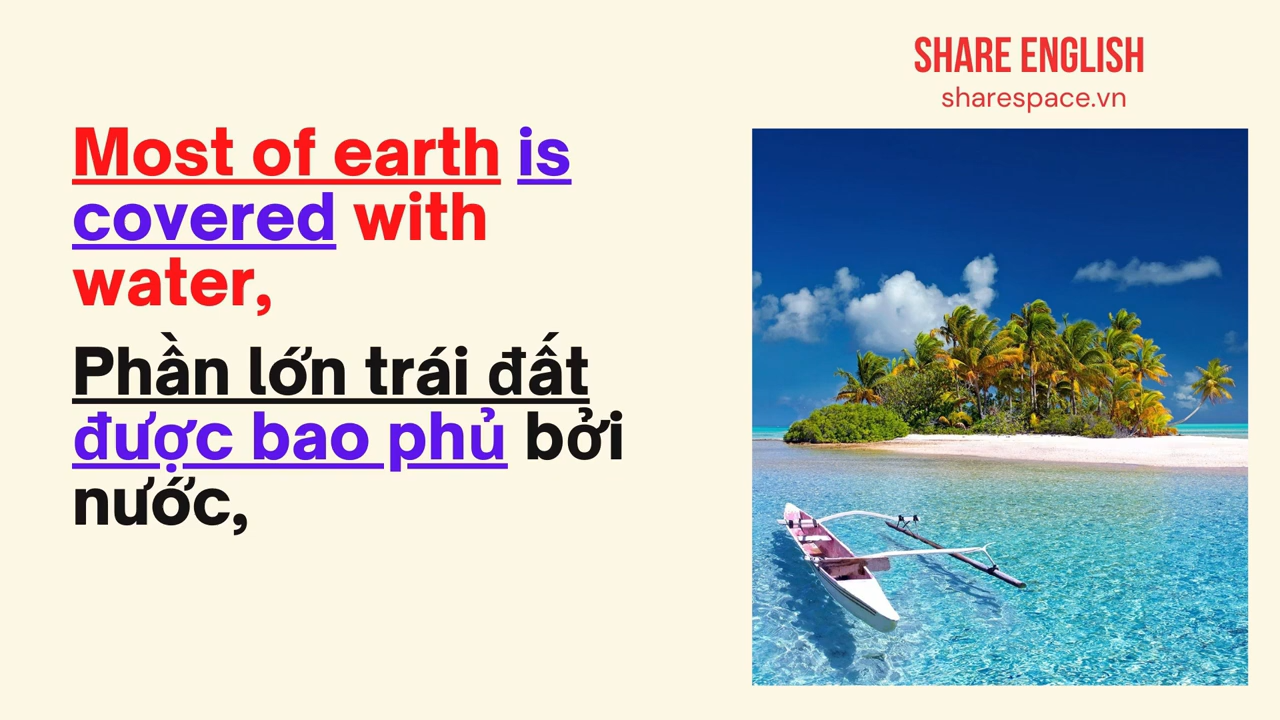 SHARE ENGLISH
sharespace.vn
Most of earth is
covered with
water,
Phần lớn trái đất
được bao phủ bởi
nước,